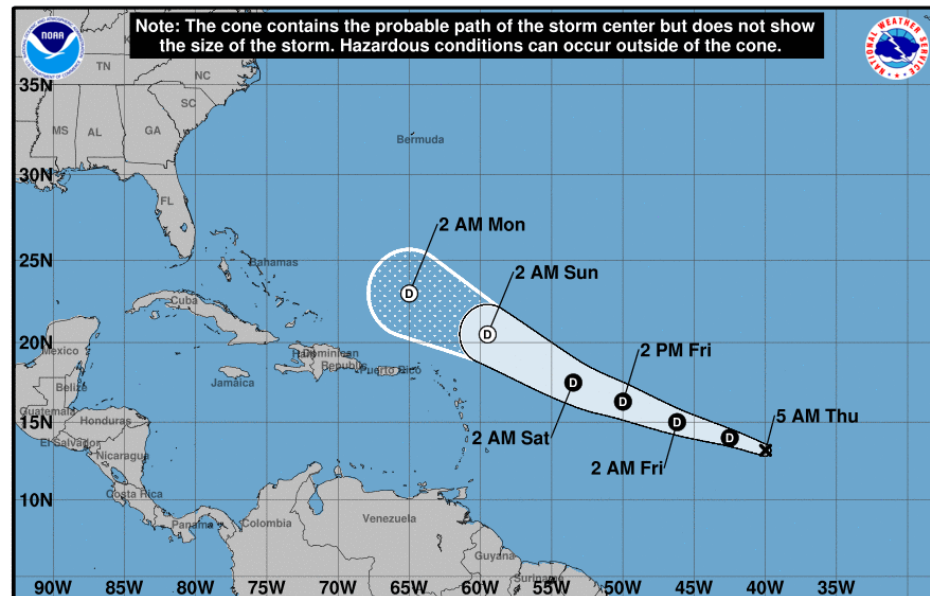 Note: The cone contains the probable path of the storm center but does not show
the size of the storm. Hazardous conditions can occur outside of the cone.
NOAA
NATIONAL WEATHER SERVICE
TN
NC
35N
SC
MS
AL
GA
Bermuda
30N
FL
2 AM Mon
25N
Bahamas
2 AM Sun
D
Cuba
D
20N
Mexico
Haiti
Dominican
Republic
Puerto Rico
2 PM Fri
Belize
Jamaica
D
D
5 AM Thu
Guatemala
15N
Honduras
2 AM Sat
D
D
El Salvador
Nicaragua
2 AM Fri
10N
Costa Rica
Panama
Colombia
Venezuela
Guyana
Suriname
90W 85W 80W 75W 70W 65W 60W 55W 50W 45W 40W 35W